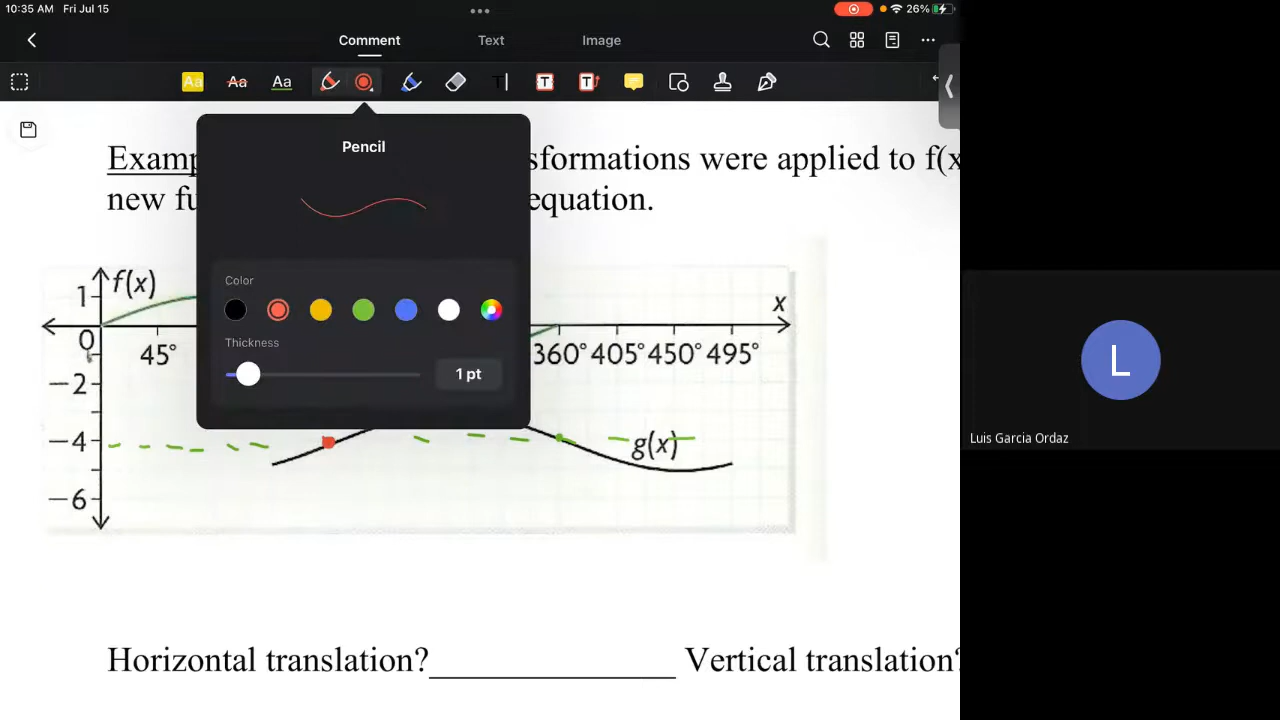 10:35 AM Fri Jul 15
26%
Comment Text Image
Aa Aa Aa T T T
Pencil
sformations were applied to f(x
new fu equation.
Color
Thickness
1 pt
f(x)
1
x
0
45° 360° 405° 450° 495°
-2
-4
g(x)
-6
L
Luis Garcia Ordaz
Horizontal translation?____________ Vertical translation?